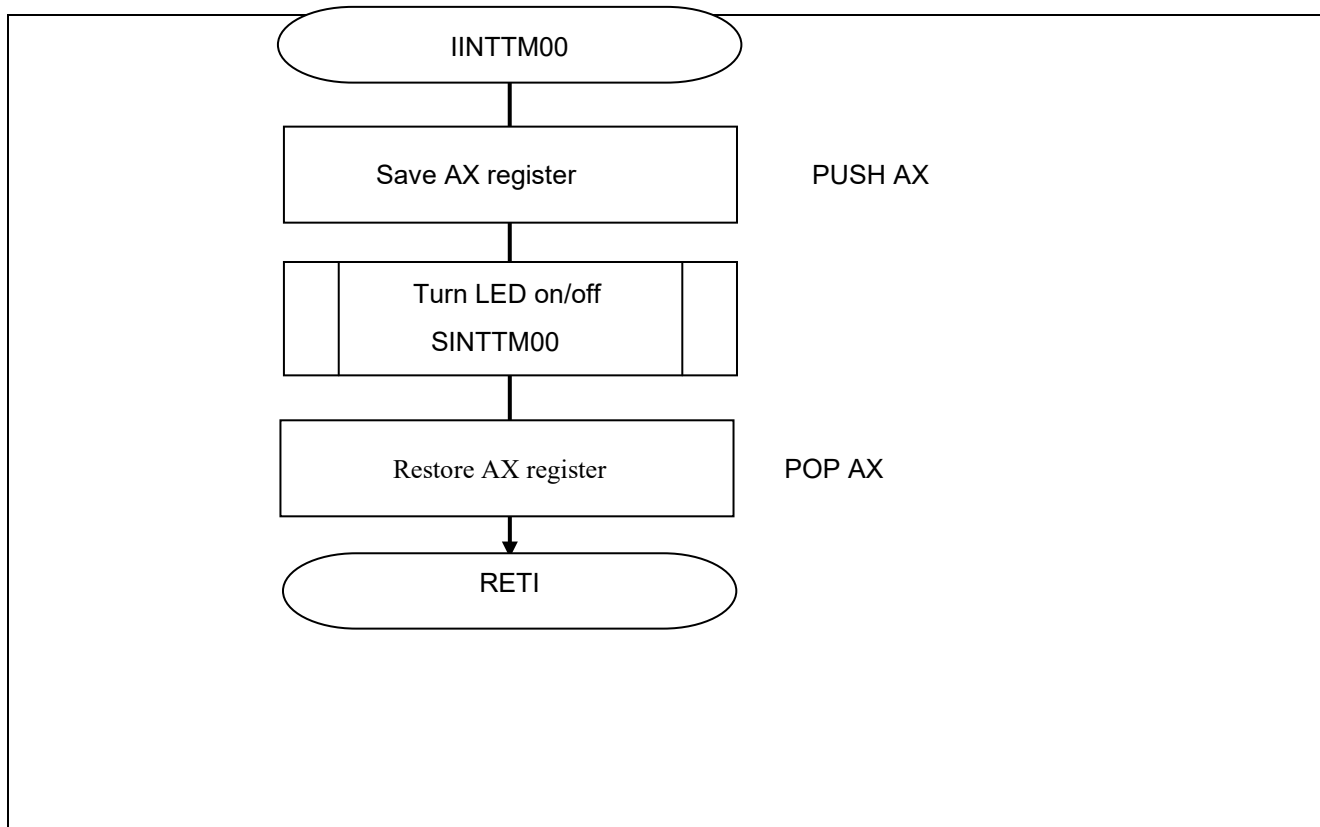 IINTTM00
Save AX register
PUSH AX
Turn LED on/off
SINTTM00
Restore AX register
POP AX
RETI